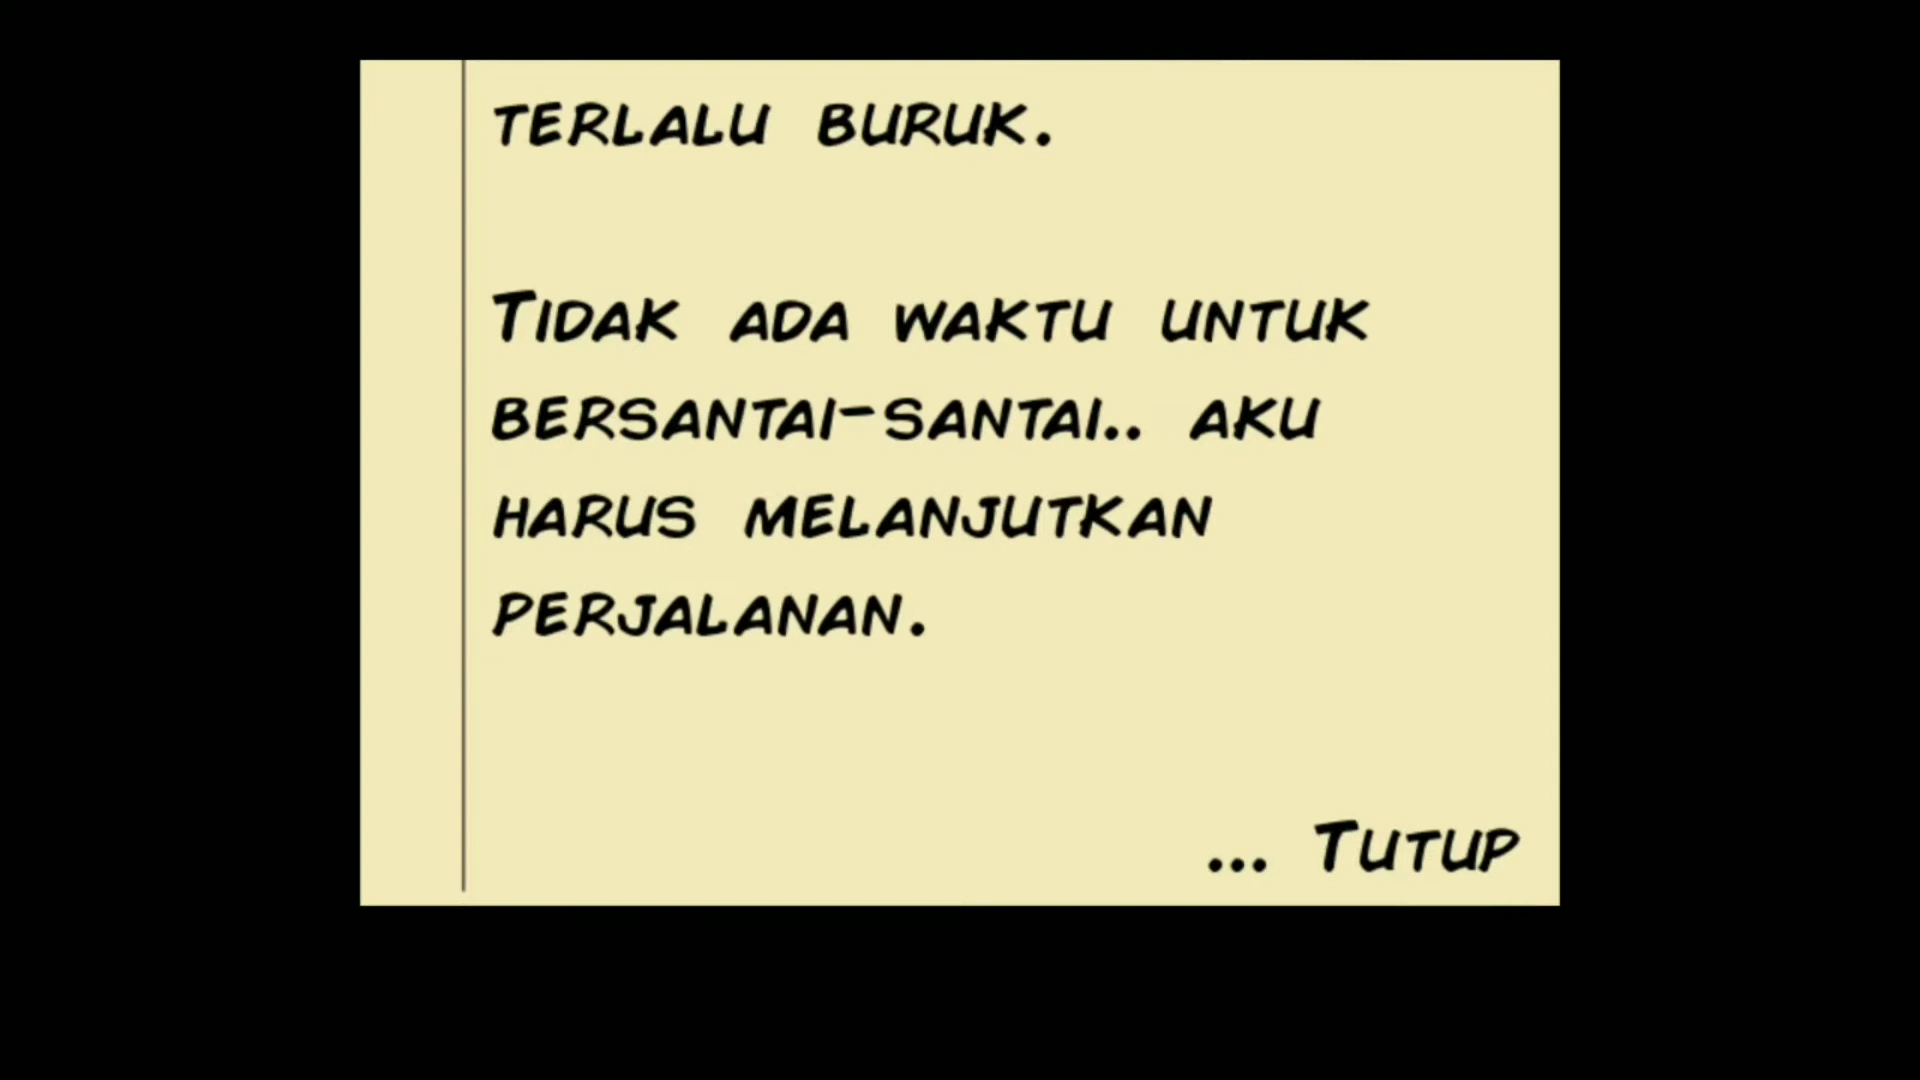 TERLALU BURUK.
TIDAK ADA WAKTU UNTUK
BERSANTAI-SANTAI.. AKU
HARUS MELANJUTKAN
PERJALANAN.
... TUTUP